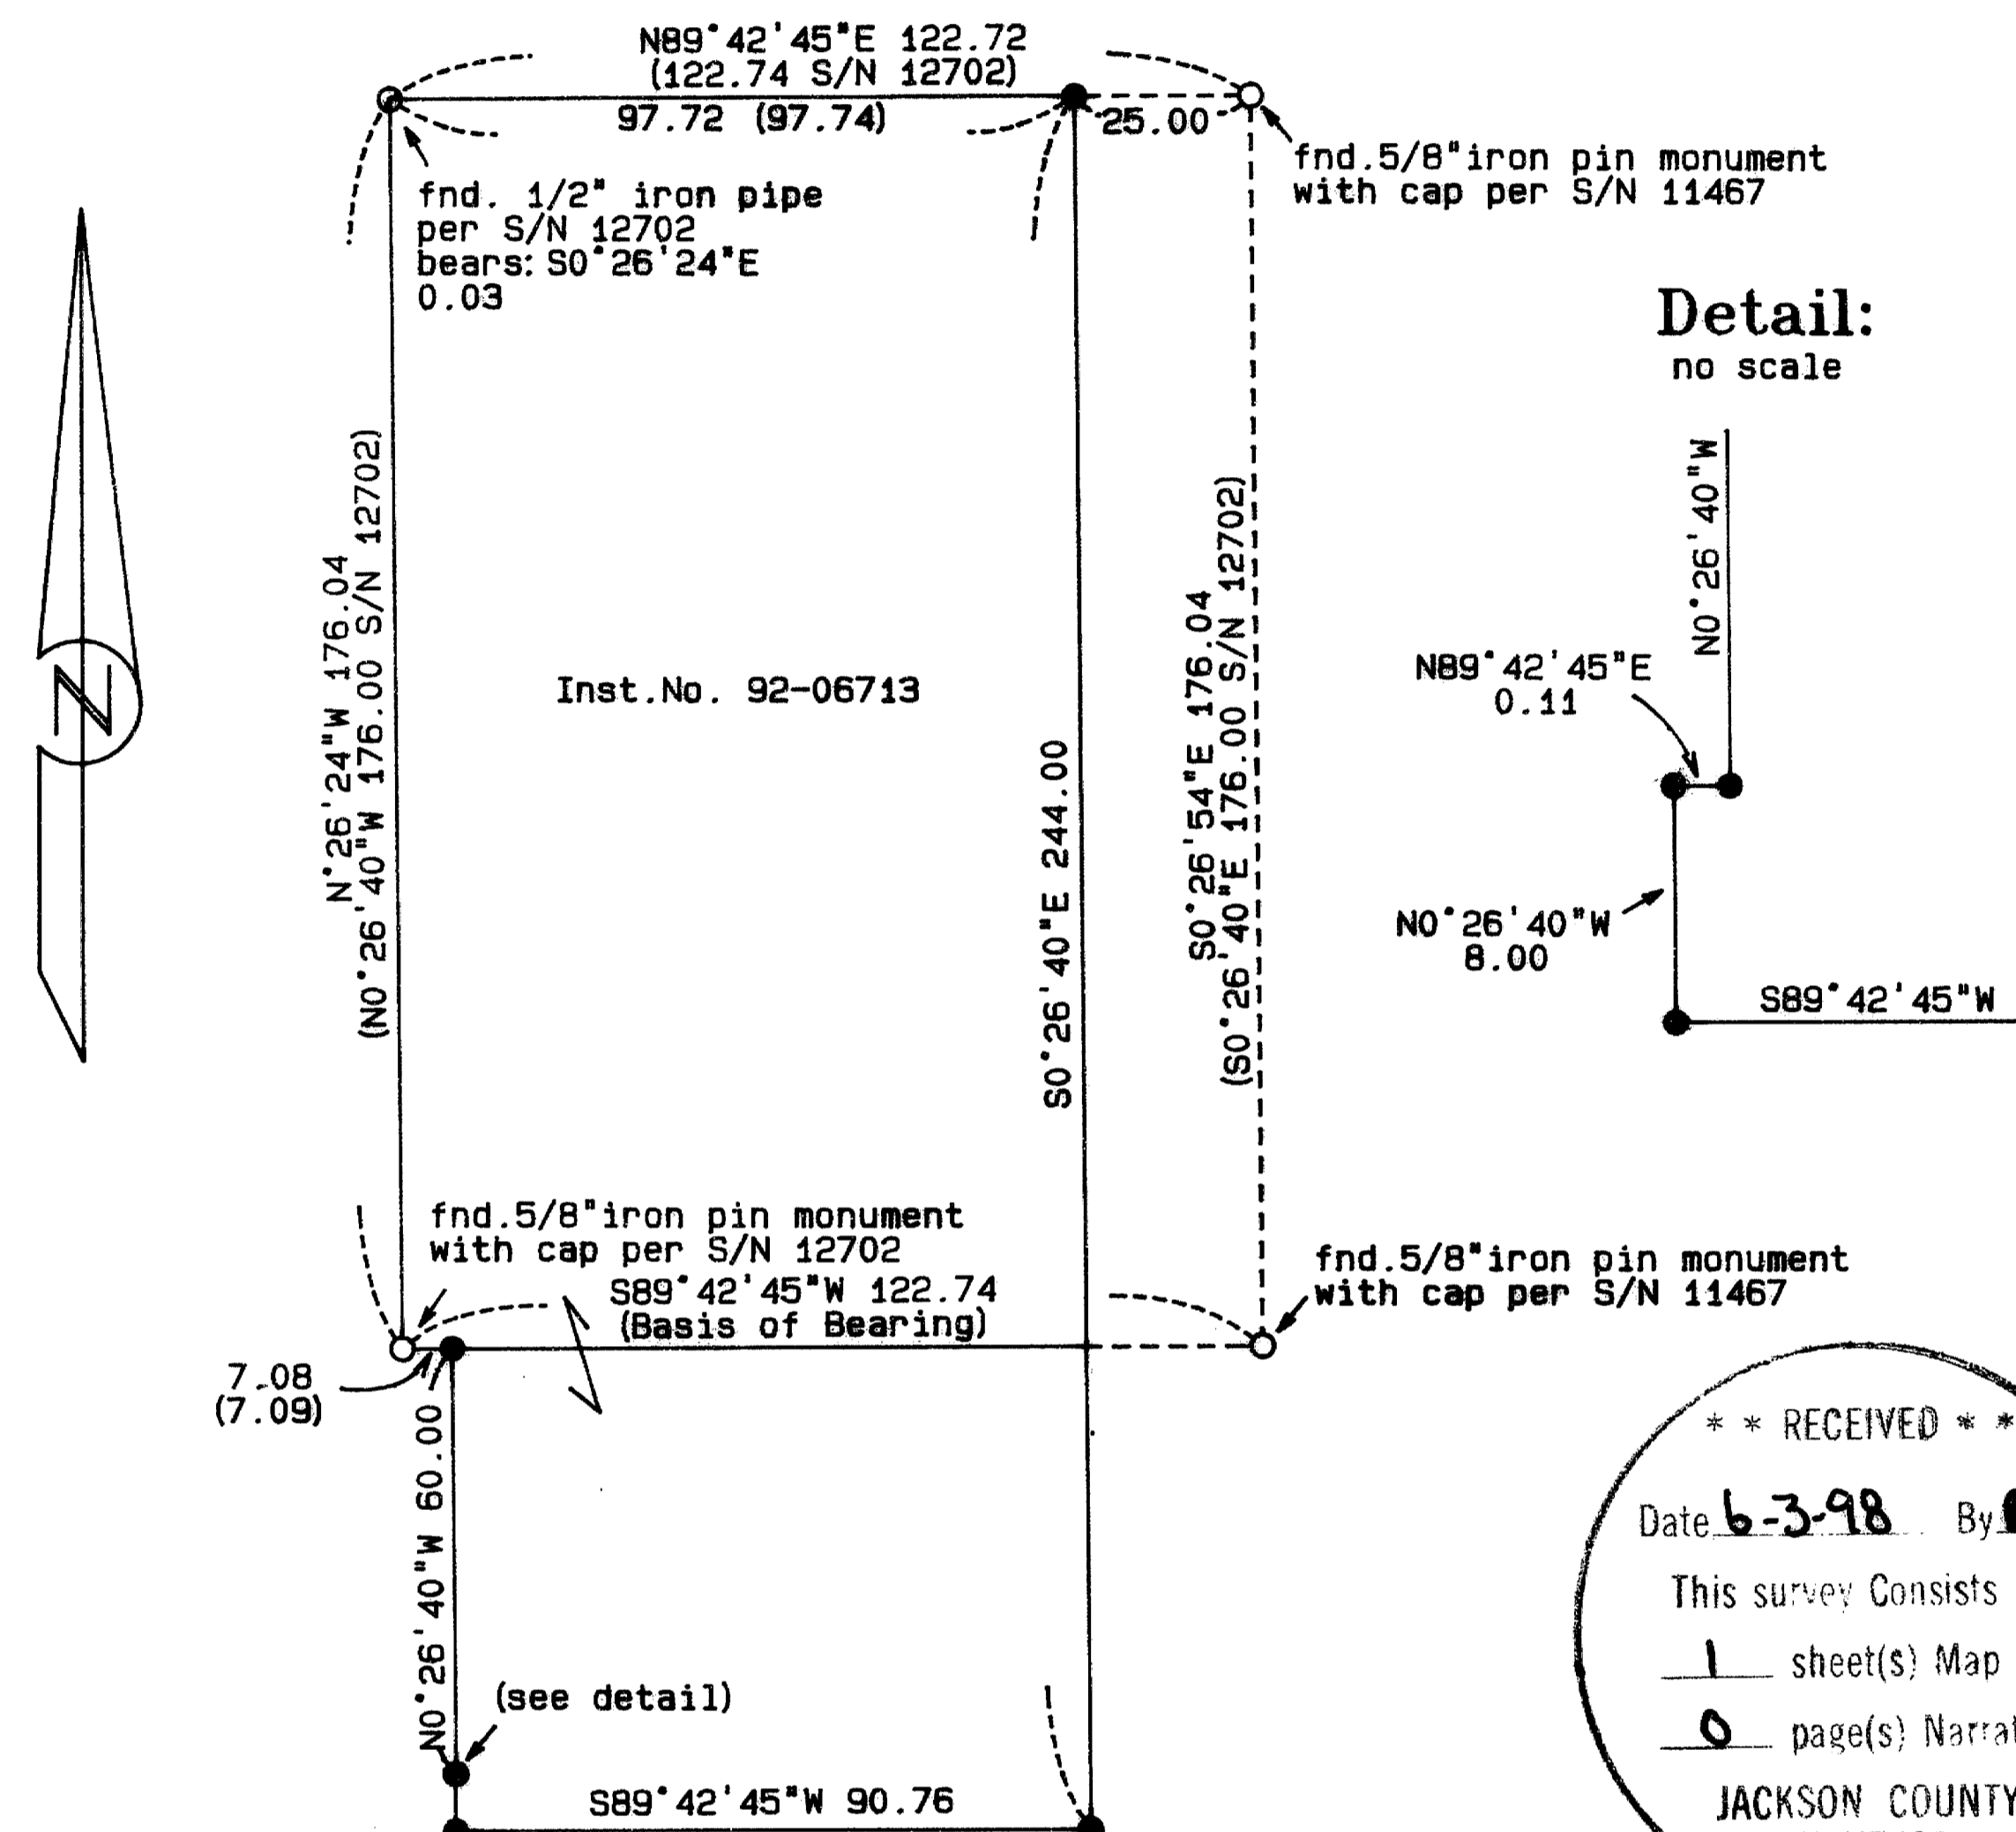 N89°42'45"E 122.72
(122.74 S/N 12702)
97.72 (97.74)
25.00
fnd.5/8"iron pin monument
with cap per S/N 11467
fnd. 1/2" iron pipe
per S/N 12702
bears: S0°26'24"E
0.03
Detail:
no scale
N0°26'40"W
N89°42'45"E
0.11
N0°26'40"W
8.00
S89°42'45"W
N
N°26'24"W 176.04
(N0°26'40"W 176.00 S/N 12702)
Inst.No. 92-06713
S0°26'40"E 244.00
S0°26'54"E 176.04
(S0°26'40"E 176.00 S/N 12702)
fnd.5/8"iron pin monument
with cap per S/N 12702
S89°42'45"W 122.74
(Basis of Bearing)
fnd.5/8"iron pin monument
with cap per S/N 11467
7.08
(7.09)
N0°26'40"W 60.00
(see detail)
S89°42'45"W 90.76
* * RECEIVED * *
Date 6-3-98 By
This survey Consists
1 sheet(s) Map
0 page(s)
JACKSON COUNTY